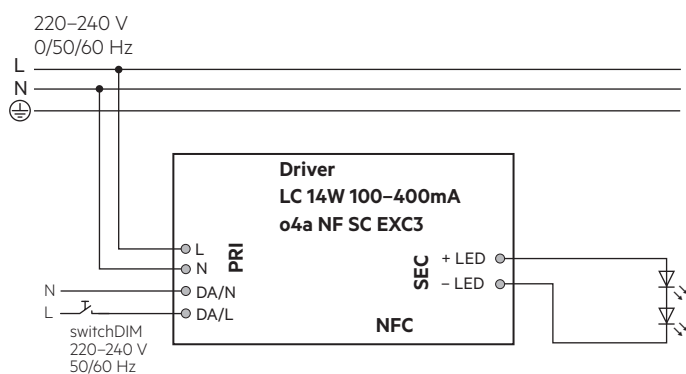 220–240 V
0/50/60 Hz
L
N
Driver
LC 14W 100–400mA
o4a NF SC EXC3
L
N
PRI
DA/N
DA/L
SEC
+ LED
– LED
NFC
N
L
switchDIM
220–240 V
50/60 Hz